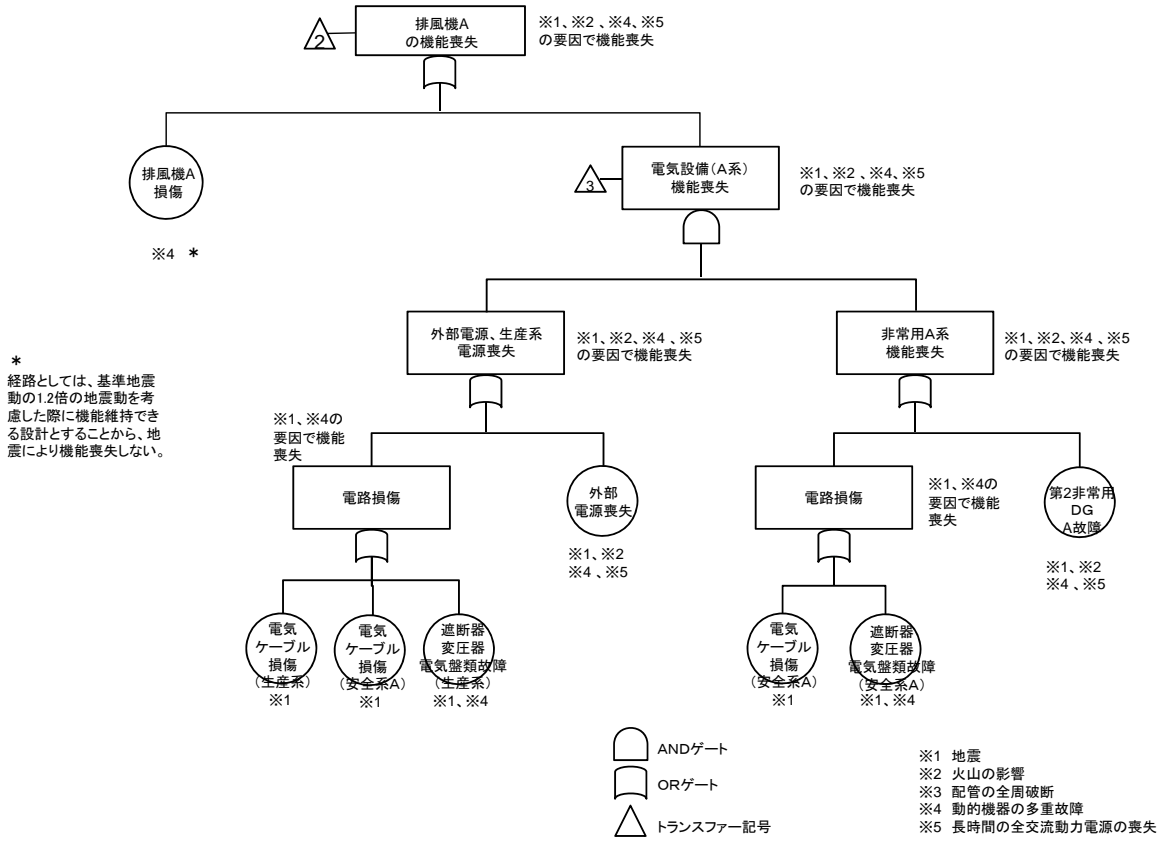 排風機A
の機能喪失
※1、※2 、※4、※5
の要因で機能喪失
2
排風機A
損傷
※4 *
電気設備(A系)
機能喪失
※1、※2 、※4、※5
の要因で機能喪失
3
外部電源、生産系
電源喪失
※1、※2、※4 、※5
の要因で機能喪失
非常用A系
機能喪失
※1、※2、※4 、※5
の要因で機能喪失
*
経路としては、基準地震
動の1.2倍の地震動を考
慮した際に機能維持でき
る設計とすることから、地
震により機能喪失しない。
※1、※4の
要因で機能
喪失
電路損傷
外部
電源喪失
※1、※2
※4 、※5
電路損傷
※1、※4の
要因で機能
喪失
第2非常用
DG
A故障
※1、※2
※4 、※5
電気
ケーブル
損傷
(生産系)
※1
電気
ケーブル
損傷
(安全系A)
※1
遮断器
変圧器
電気盤類故障
(生産系)
※1、※4
電気
ケーブル
損傷
(安全系A)
※1
遮断器
変圧器
電気盤類故障
(安全系A)
※1、※4
ANDゲート
ORゲート
トランスファー記号
※1 地震
※2 火山の影響
※3 配管の全周破断
※4 動的機器の多重故障
※5 長時間の全交流動力電源の喪失